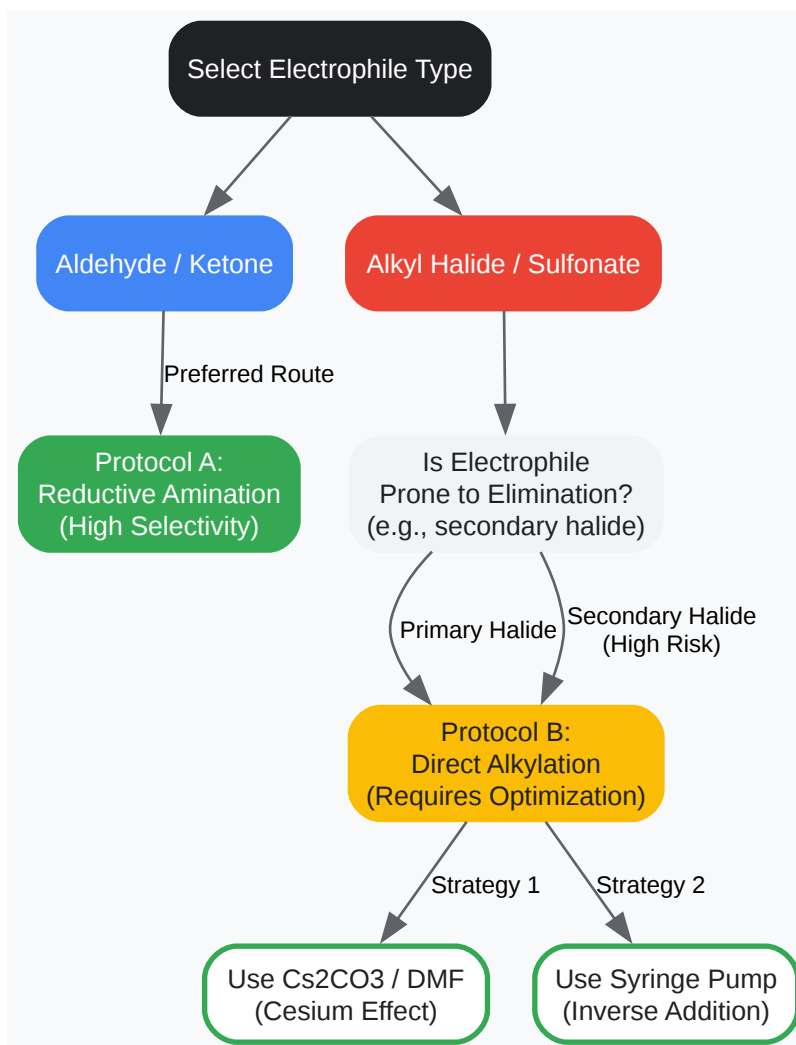 Select Electrophile Type
Aldehyde / Ketone
Alkyl Halide / Sulfonate
Preferred Route
Protocol A:
Reductive Amination
(High Selectivity)
Is Electrophile
Prone to Elimination?
(e.g., secondary halide)
Primary Halide
Secondary Halide
(High Risk)
Protocol B:
Direct Alkylation
(Requires Optimization)
Strategy 1
Strategy 2
Use Cs2CO3 / DMF
(Cesium Effect)
Use Syringe Pump
(Inverse Addition)